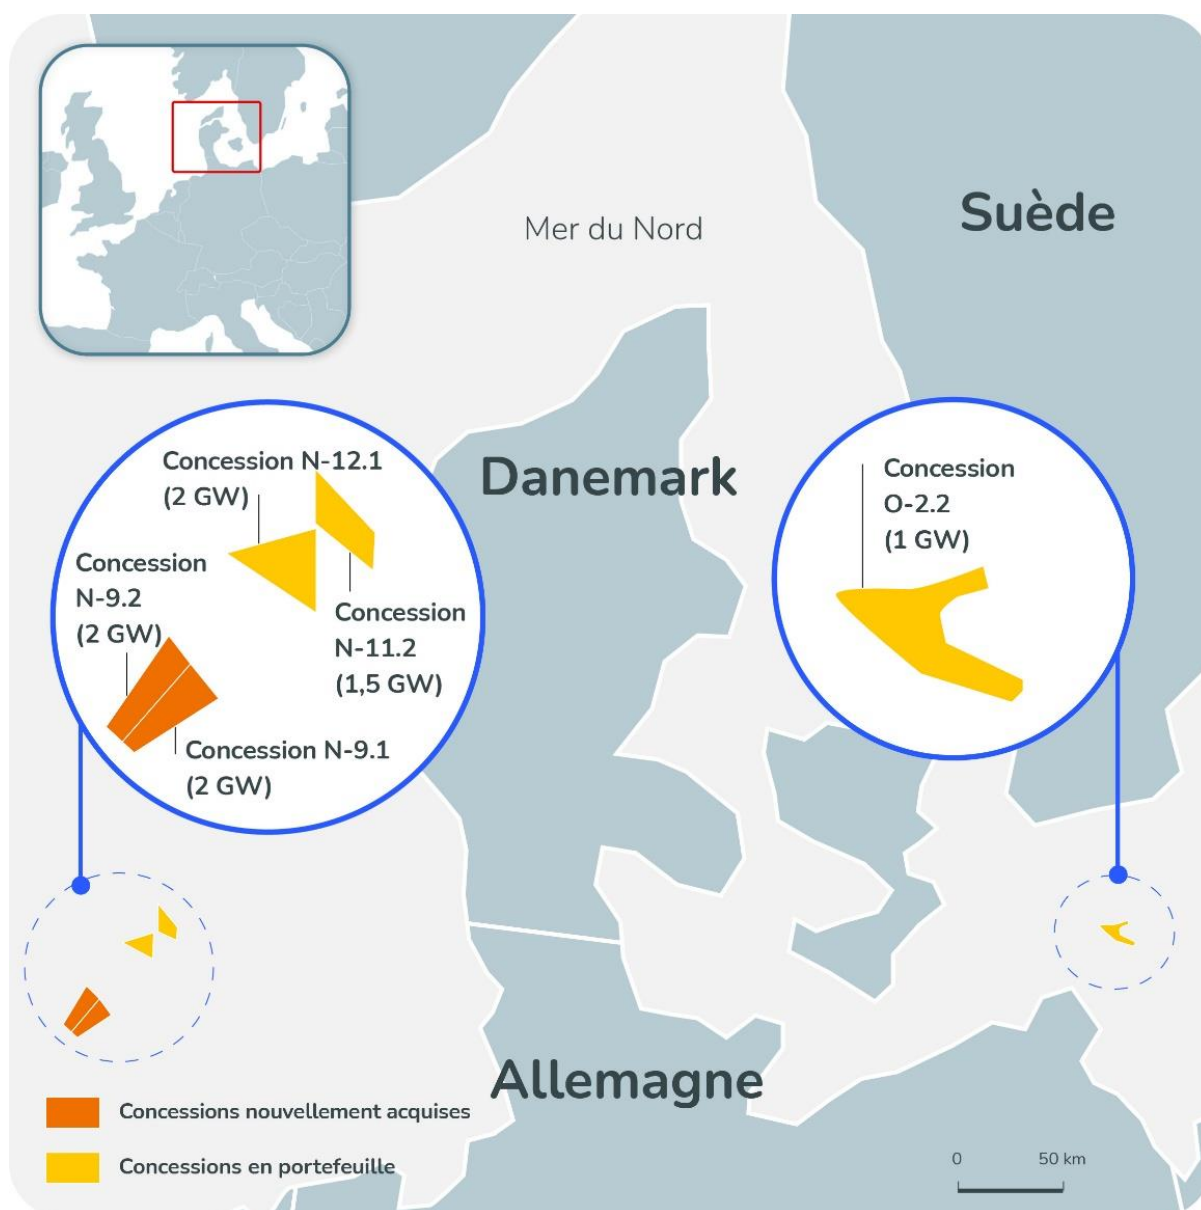 Mer du Nord
Suède
Danemark
Concession N-12.1
(2 GW)
Concession
N-9.2
(2 GW)
Concession
N-11.2
(1,5 GW)
Concession N-9.1
(2 GW)
Concession
O-2.2
(1 GW)
Allemagne
Concessions nouvellement acquises
Concessions en portefeuille
0 50 km